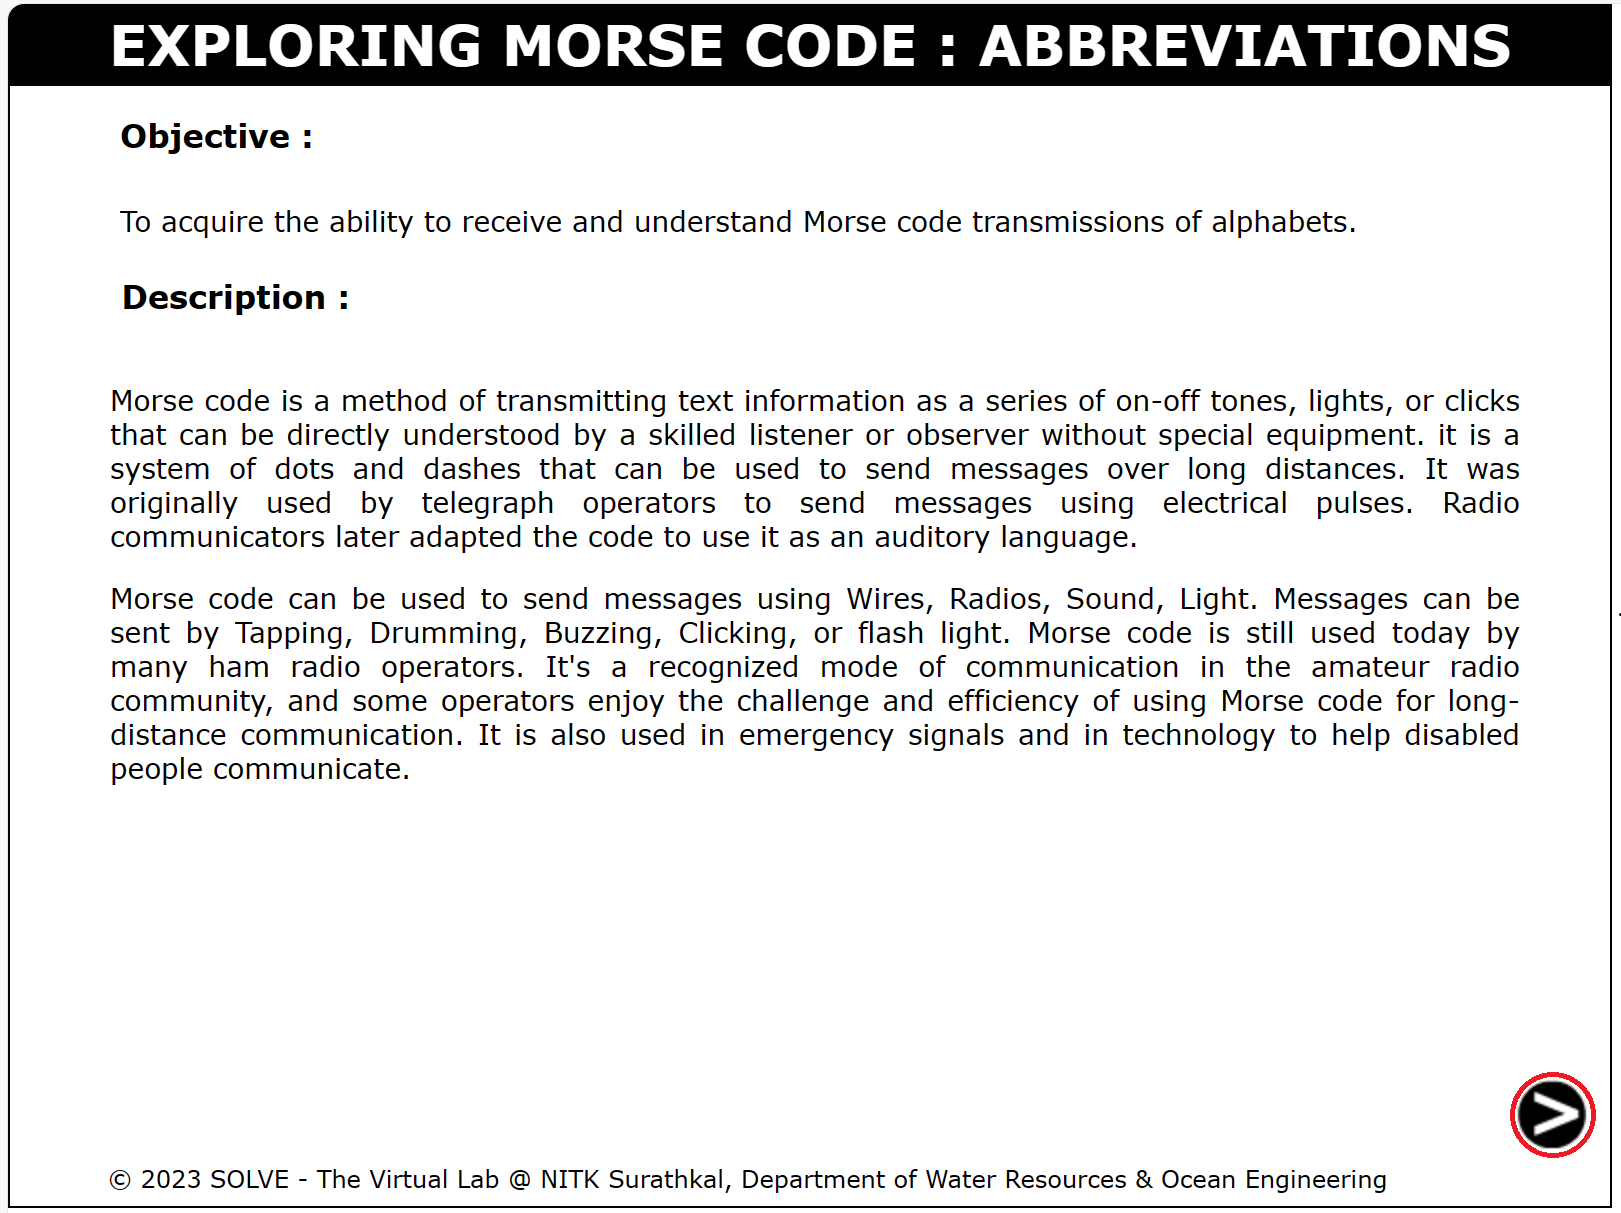 EXPLORING MORSE CODE : ABBREVIATIONS
Objective :
To acquire the ability to receive and understand Morse code transmissions of alphabets.
Description :
Morse code is a method of transmitting text information as a series of on-off tones, lights, or clicks
that can be directly understood by a skilled listener or observer without special equipment. it is a
system of dots and dashes that can be used to send messages over long distances. It was
originally used by telegraph operators to send messages using electrical pulses. Radio
communicators later adapted the code to use it as an auditory language.
Morse code can be used to send messages using Wires, Radios, Sound, Light. Messages can be
sent by Tapping, Drumming, Buzzing, Clicking, or flash light. Morse code is still used today by
many ham radio operators. It's a recognized mode of communication in the amateur radio
community, and some operators enjoy the challenge and efficiency of using Morse code for long-
distance communication. It is also used in emergency signals and in technology to help disabled
people communicate.
>
© 2023 SOLVE - The Virtual Lab @ NITK Surathkal, Department of Water Resources & Ocean Engineering